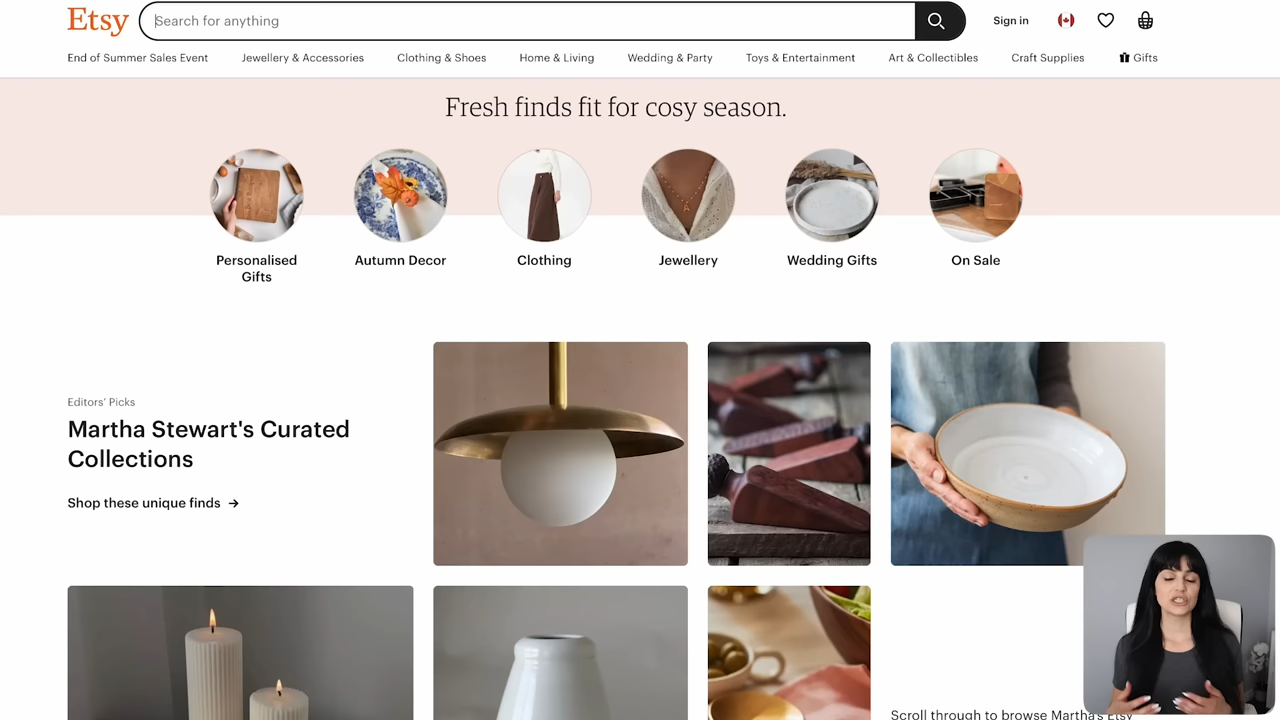 Etsy
Search for anything
Sign in
End of Summer Sales Event
Jewellery & Accessories
Clothing & Shoes
Home & Living
Wedding & Party
Toys & Entertainment
Art & Collectibles
Craft Supplies
Gifts
Fresh finds fit for cosy season.
Personalised
Gifts
Autumn Decor
Clothing
Jewellery
Wedding Gifts
On Sale
Editors’ Picks
Martha Stewart's Curated
Collections
Shop these unique finds →
Scroll through to browse Martha's Etsy